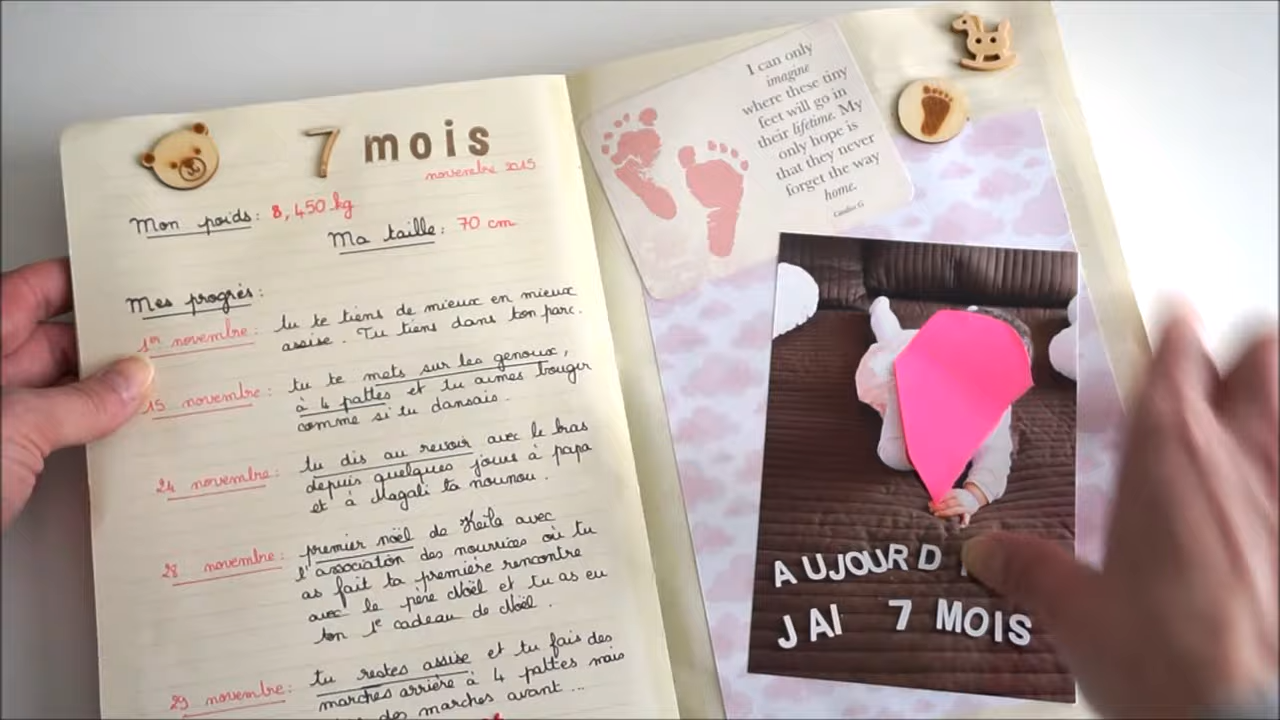 7 mois
novembre 2015
Mon poids : 8,450 kg
Ma taille : 70 cm
Mes progrès :
1er novembre : tu te tiens de mieux en mieux
assise. Tu tiens dans ton parc.
15 novembre : tu te mets sur les genoux,
à 4 pattes et tu aimes bouger
comme si tu dansais.
24 novembre : tu dis au revoir avec le bras
depuis quelques jours à papa
et à Magali ta nounou.
28 novembre : premier noël de Keila avec
l'association des nourrices où tu
as fait ta première rencontre
avec le père Noël et tu as eu
ton 1e cadeau de Noël.
29 novembre : tu restes assise et tu fais des
marches arrière à 4 pattes mais
des marches avant...
I can only
imagine
where these tiny
feet will go in
their lifetime. My
only hope is
that they never
forget the way
home.
Candice G
AUJOURD
JAI 7 MOIS